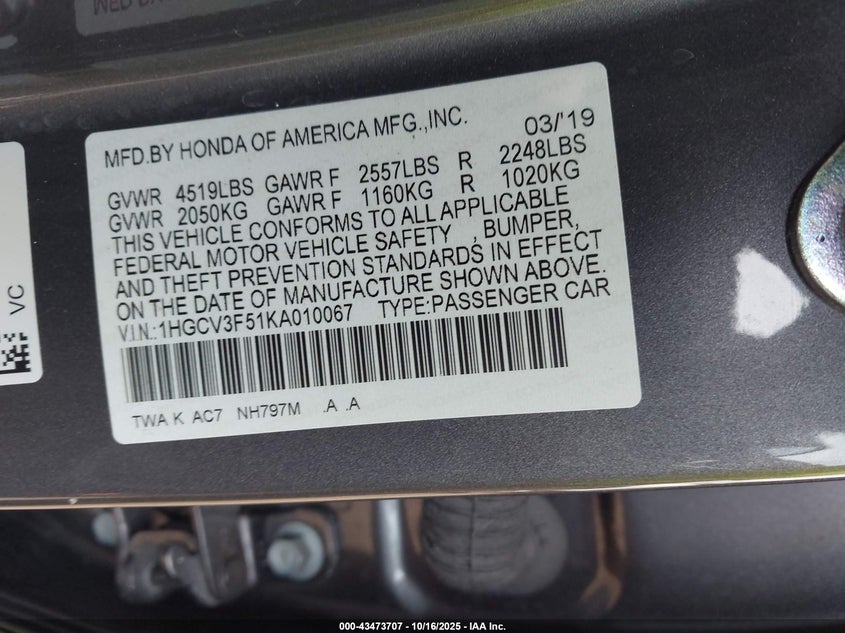 MFD.BY HONDA OF AMERICA MFG.,INC. 03/'19
GVWR 4519LBS GAWR F 2557LBS R 2248LBS
GVWR 2050KG GAWR F 1160KG R 1020KG
THIS VEHICLE CONFORMS TO ALL APPLICABLE
FEDERAL MOTOR VEHICLE SAFETY , BUMPER,
AND THEFT PREVENTION STANDARDS IN EFFECT
ON THE DATE OF MANUFACTURE SHOWN ABOVE.
V.I.N.:1HGCV3F51KA010067 TYPE:PASSENGER CAR
TWA K AC7 NH797M .A .A
VC
000-43473707 - 10/16/2025 - IAA Inc.